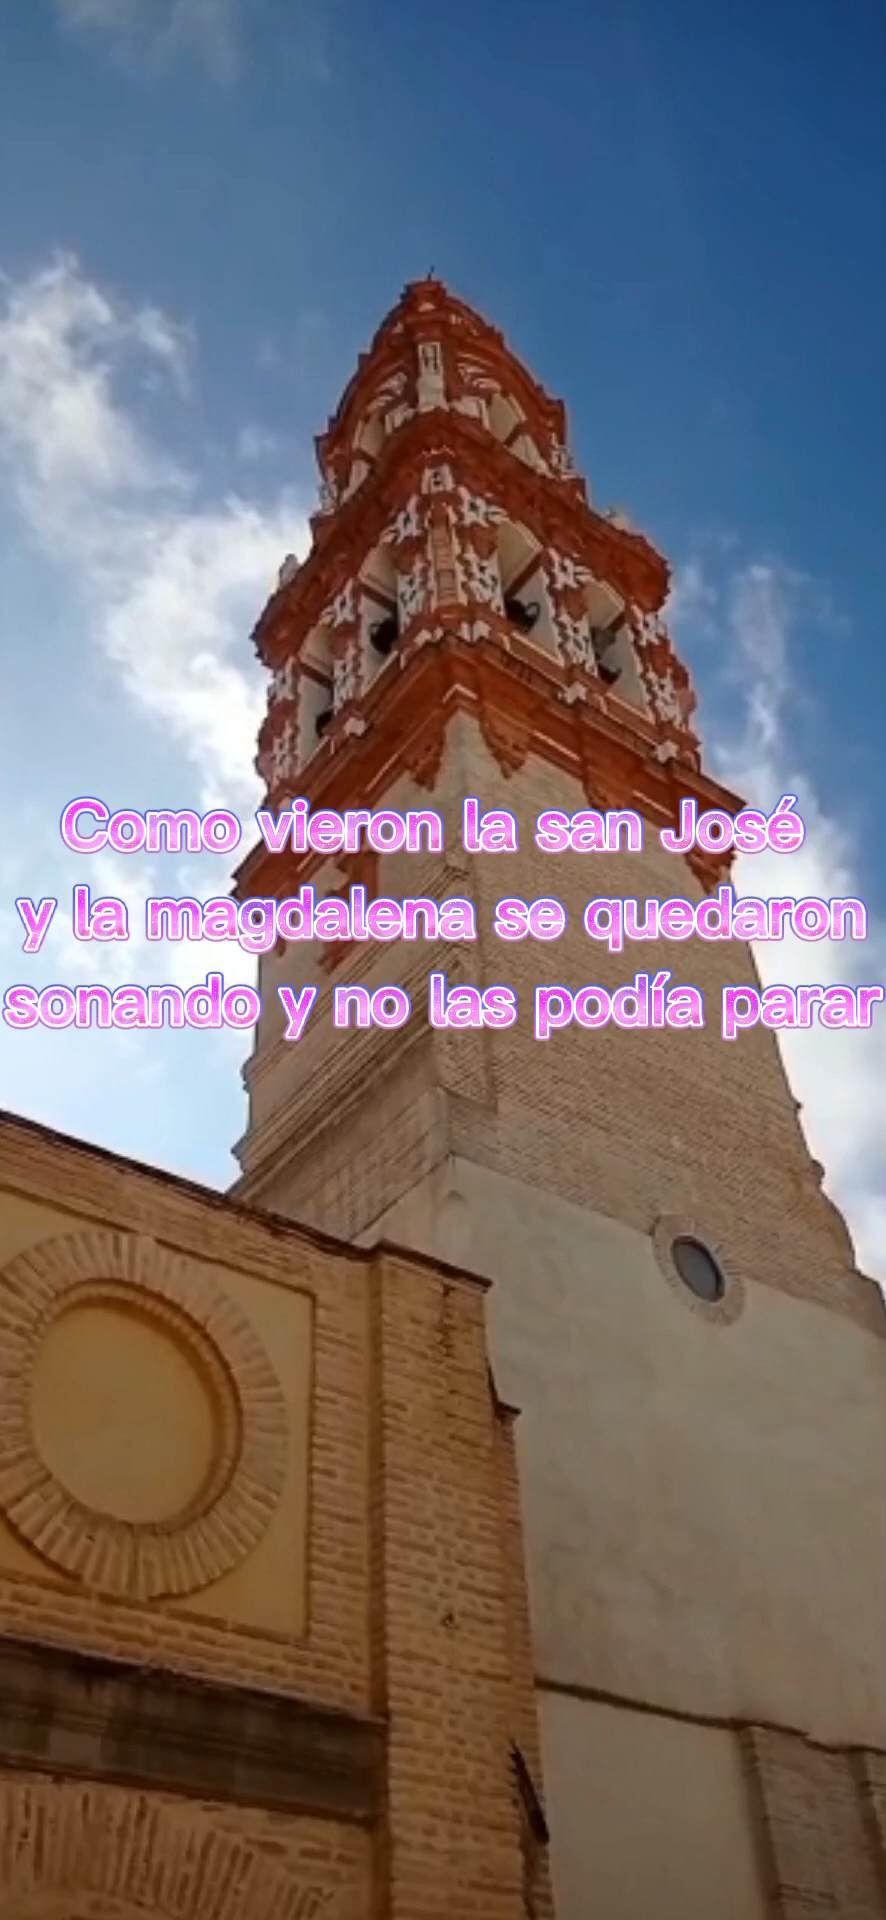 Como vieron la san José
y la magdalena se quedaron
sonando y no las podía parar